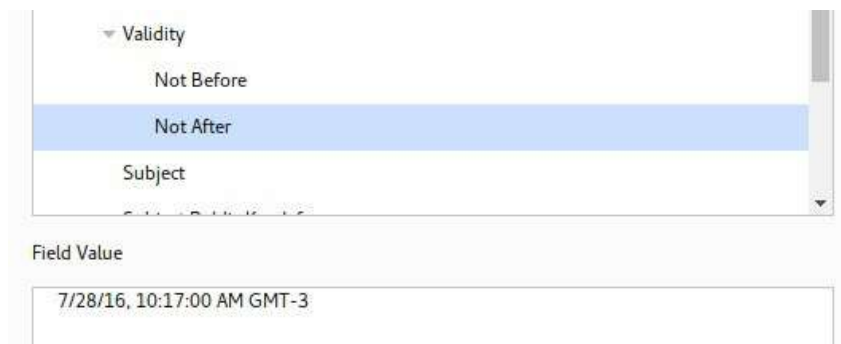 Validity
Not Before
Not After
Subject
Field Value
7/28/16, 10:17:00 AM GMT-3